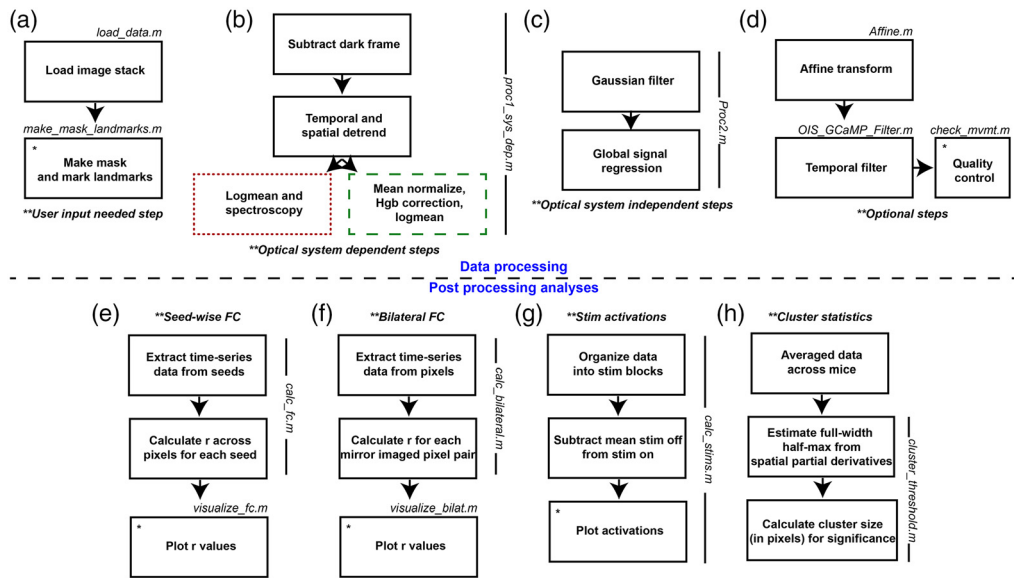 (a)
load_data.m
Load image stack
make_mask_landmarks.m
*
Make mask
and mark landmarks
**User input needed step
(b)
Subtract dark frame
Temporal and
spatial detrend
Logmean and
spectroscopy
Mean normalize,
Hgb correction,
logmean
**Optical system dependent steps
proc1_sys_dep.m
(c)
Gaussian filter
Global signal
regression
**Optical system independent steps
Proc2.m
(d)
Affine.m
Affine transform
OIS_GCaMP_Filter.m
Temporal filter
check_mvmt.m
*
Quality
control
**Optional steps
Data processing
Post processing analyses
(e)
**Seed-wise FC
Extract time-series
data from seeds
Calculate r across
pixels for each seed
calc_fc.m
visualize_fc.m
*
Plot r values
(f)
**Bilateral FC
Extract time-series
data from pixels
Calculate r for each
mirror imaged pixel pair
calc_bilateral.m
visualize_bilat.m
*
Plot r values
(g)
**Stim activations
Organize data
into stim blocks
Subtract mean stim off
from stim on
*
Plot activations
calc_stims.m
(h)
**Cluster statistics
Averaged data
across mice
Estimate full-width
half-max from
spatial partial derivatives
Calculate cluster size
(in pixels) for significance
cluster_threshold.m